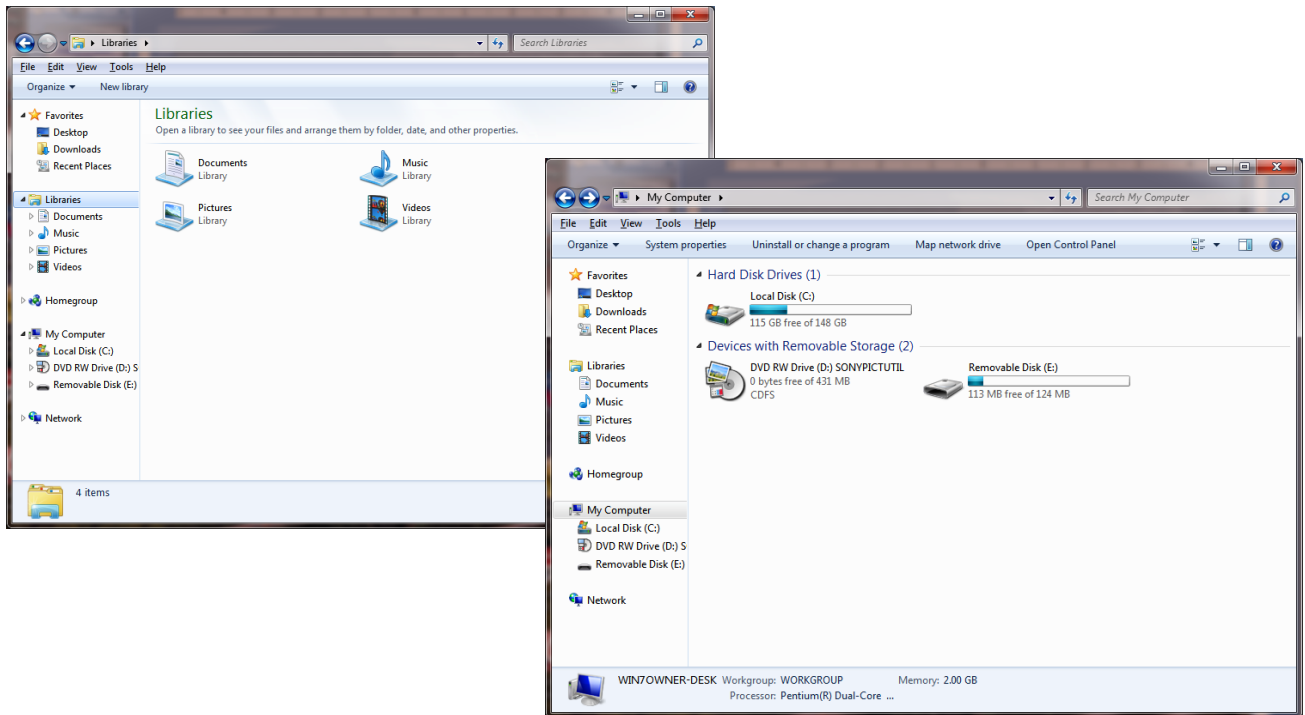 Libraries
Search Libraries
File Edit View Tools Help
Organize New library
Favorites
Desktop
Downloads
Recent Places
Libraries
Documents
Music
Pictures
Videos
Homegroup
My Computer
Local Disk (C:)
DVD RW Drive (D:) S
Removable Disk (E:)
Network
Libraries
Open a library to see your files and arrange them by folder, date, and other properties.
Documents
Library
Music
Library
Pictures
Library
Videos
Library
4 items
My Computer
Search My Computer
File Edit View Tools Help
Organize System properties Uninstall or change a program Map network drive Open Control Panel
Favorites
Desktop
Downloads
Recent Places
Libraries
Documents
Music
Pictures
Videos
Homegroup
My Computer
Local Disk (C:)
DVD RW Drive (D:) S
Removable Disk (E:)
Network
Hard Disk Drives (1)
Local Disk (C:)
115 GB free of 148 GB
Devices with Removable Storage (2)
DVD RW Drive (D:) SONYPICTUTIL
0 bytes free of 431 MB
CDFS
Removable Disk (E:)
113 MB free of 124 MB
WIN7OWNER-DESK Workgroup: WORKGROUP Memory: 2.00 GB
Processor: Pentium(R) Dual-Core ...